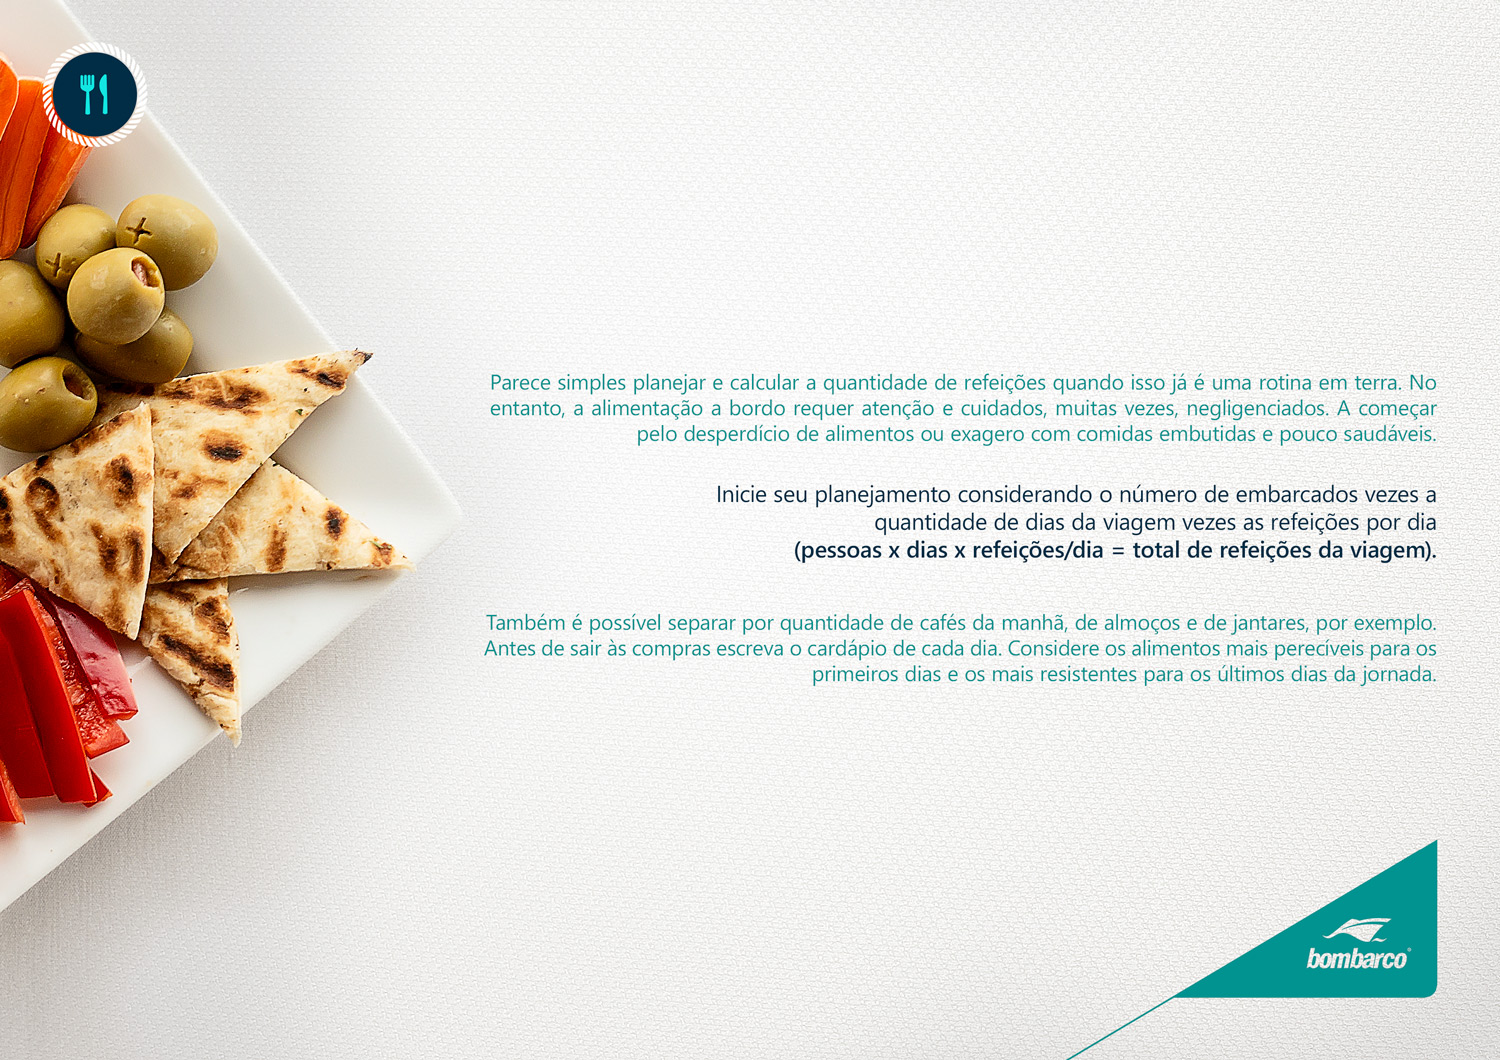 Parece simples planejar e calcular a quantidade de refeições quando isso já é uma rotina em terra. No
entanto, a alimentação a bordo requer atenção e cuidados, muitas vezes, negligenciados. A começar
pelo desperdício de alimentos ou exagero com comidas embutidas e pouco saudáveis.
Inicie seu planejamento considerando o número de embarcados vezes a
quantidade de dias da viagem vezes as refeições por dia
(pessoas x dias x refeições/dia = total de refeições da viagem).
Também é possível separar por quantidade de cafés da manhã, de almoços e de jantares, por exemplo.
Antes de sair às compras escreva o cardápio de cada dia. Considere os alimentos mais perecíveis para os
primeiros dias e os mais resistentes para os últimos dias da jornada.
bombarco®